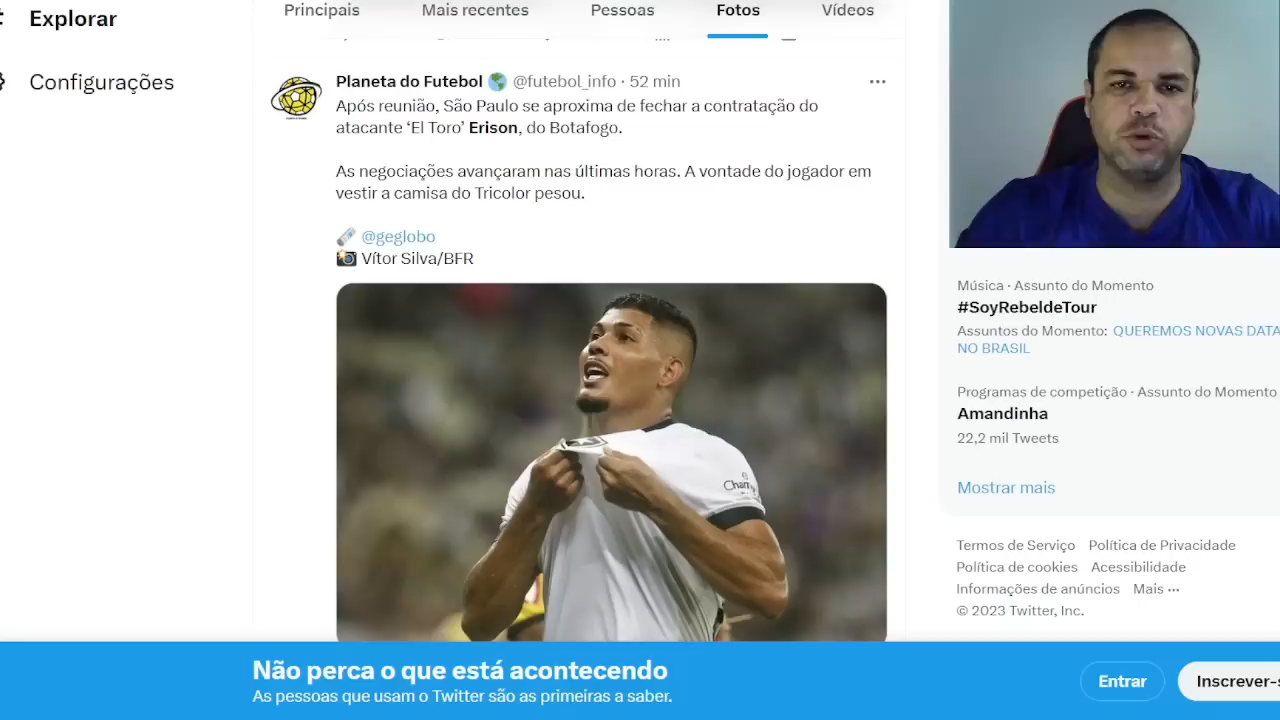 Explorar
Configurações
Principais
Mais recentes
Pessoas
Fotos
Vídeos
Planeta do Futebol @futebol_info · 52 min
Após reunião, São Paulo se aproxima de fechar a contratação do
atacante ‘El Toro’ Erison, do Botafogo.
As negociações avançaram nas últimas horas. A vontade do jogador em
vestir a camisa do Tricolor pesou.
@geglobo
Vítor Silva/BFR
Música · Assunto do Momento
#SoyRebeldeTour
Assuntos do Momento: QUEREMOS NOVAS DATA
NO BRASIL
Programas de competição · Assunto do Momento
Amandinha
22,2 mil Tweets
Mostrar mais
Termos de Serviço Política de Privacidade
Política de cookies Acessibilidade
Informações de anúncios Mais ···
© 2023 Twitter, Inc.
Não perca o que está acontecendo
As pessoas que usam o Twitter são as primeiras a saber.
Entrar
Inscrever-s